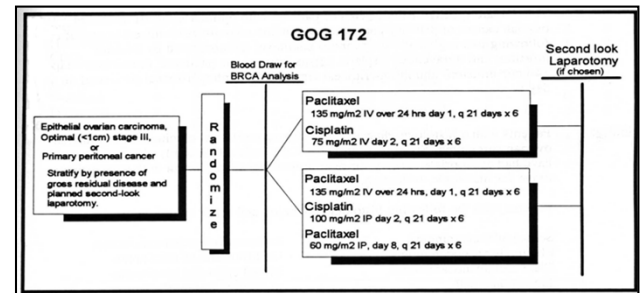 GOG 172
Blood Draw for
BRCA Analysis
Second look
Laparotomy
(if chosen)
Epithelial ovarian carcinoma,
Optimal (<1cm) stage III,
or
Primary peritoneal cancer
Stratify by presence of
gross residual disease and
planned second-look
laparotomy.
Randomize
Paclitaxel
135 mg/m2 IV over 24 hrs day 1, q 21 days x 6
Cisplatin
75 mg/m2 IV day 2, q 21 days x 6
Paclitaxel
135 mg/m2 IV over 24 hrs, day 1, q 21 days x 6
Cisplatin
100 mg/m2 IP day 2, q 21 days x 6
Paclitaxel
60 mg/m2 IP, day 8, q 21 days x 6